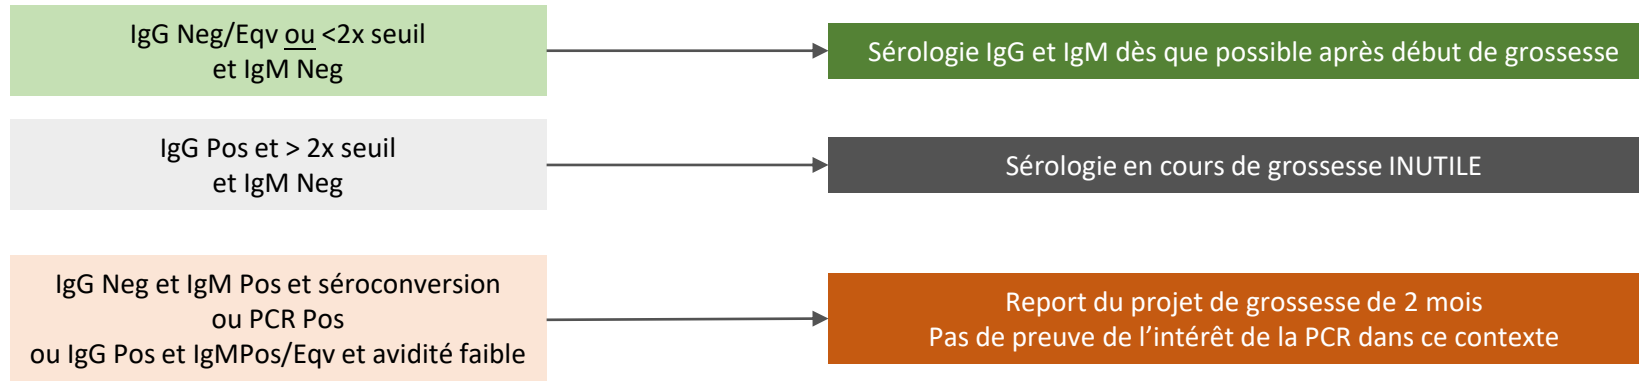 IgG Neg/Eqv ou <2x seuil
et IgM Neg
Sérologie IgG et IgM dès que possible après début de grossesse
IgG Pos et > 2x seuil
et IgM Neg
Sérologie en cours de grossesse INUTILE
IgG Neg et IgM Pos et séroconversion
ou PCR Pos
ou IgG Pos et IgMPos/Eqv et avidité faible
Report du projet de grossesse de 2 mois
Pas de preuve de l’intérêt de la PCR dans ce contexte